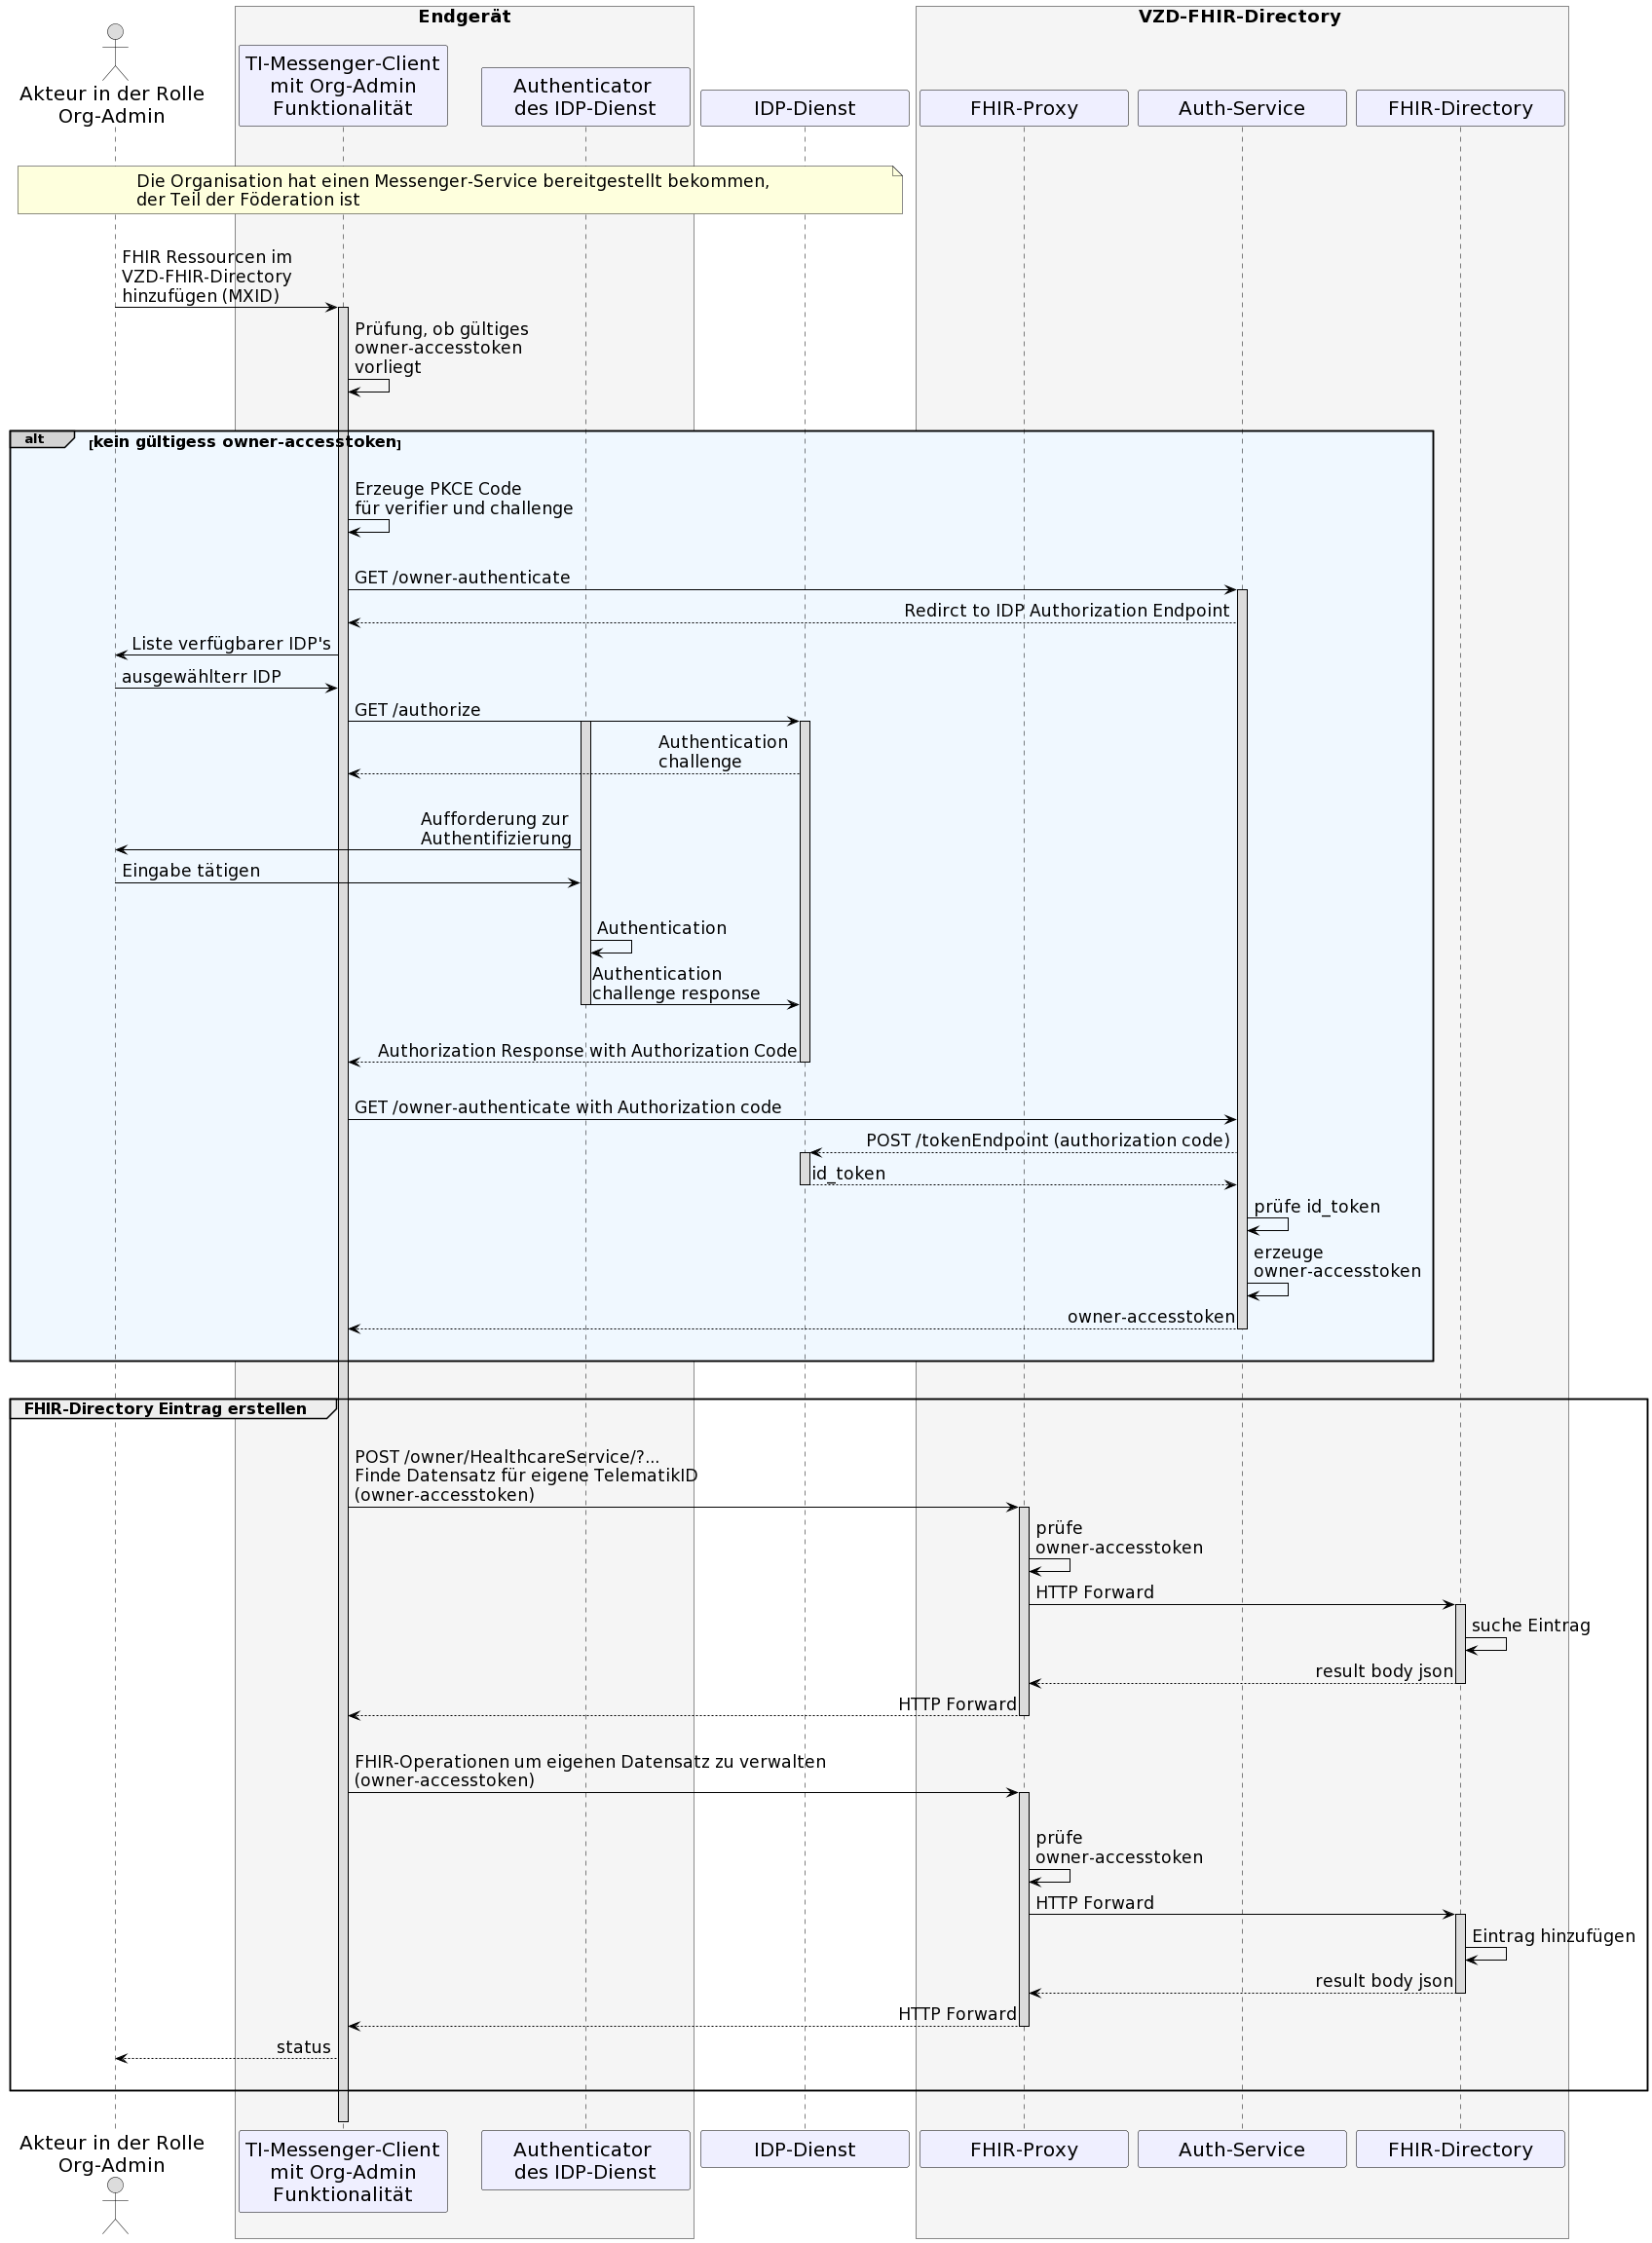 Endgerät
VZD-FHIR-Directory
Akteur in der Rolle
Org-Admin
TI-Messenger-Client
mit Org-Admin
Funktionalität
Authenticator
des IDP-Dienst
IDP-Dienst
FHIR-Proxy
Auth-Service
FHIR-Directory
Die Organisation hat einen Messenger-Service bereitgestellt bekommen,
der Teil der Föderation ist
FHIR Ressourcen im
VZD-FHIR-Directory
hinzufügen (MXID)
Prüfung, ob gültiges
owner-accesstoken
vorliegt
alt
[kein gültigess owner-accesstoken]
Erzeuge PKCE Code
für verifier und challenge
GET /owner-authenticate
Redirct to IDP Authorization Endpoint
Liste verfügbarer IDP's
ausgewählterr IDP
GET /authorize
Authentication
challenge
Aufforderung zur
Authentifizierung
Eingabe tätigen
Authentication
Authentication
challenge response
Authorization Response with Authorization Code
GET /owner-authenticate with Authorization code
POST /tokenEndpoint (authorization code)
id_token
prüfe id_token
erzeuge
owner-accesstoken
owner-accesstoken
FHIR-Directory Eintrag erstellen
POST /owner/HealthcareService/?...
Finde Datensatz für eigene TelematikID
(owner-accesstoken)
prüfe
owner-accesstoken
HTTP Forward
suche Eintrag
result body json
HTTP Forward
FHIR-Operationen um eigenen Datensatz zu verwalten
(owner-accesstoken)
prüfe
owner-accesstoken
HTTP Forward
Eintrag hinzufügen
result body json
HTTP Forward
status
Akteur in der Rolle
Org-Admin
TI-Messenger-Client
mit Org-Admin
Funktionalität
Authenticator
des IDP-Dienst
IDP-Dienst
FHIR-Proxy
Auth-Service
FHIR-Directory